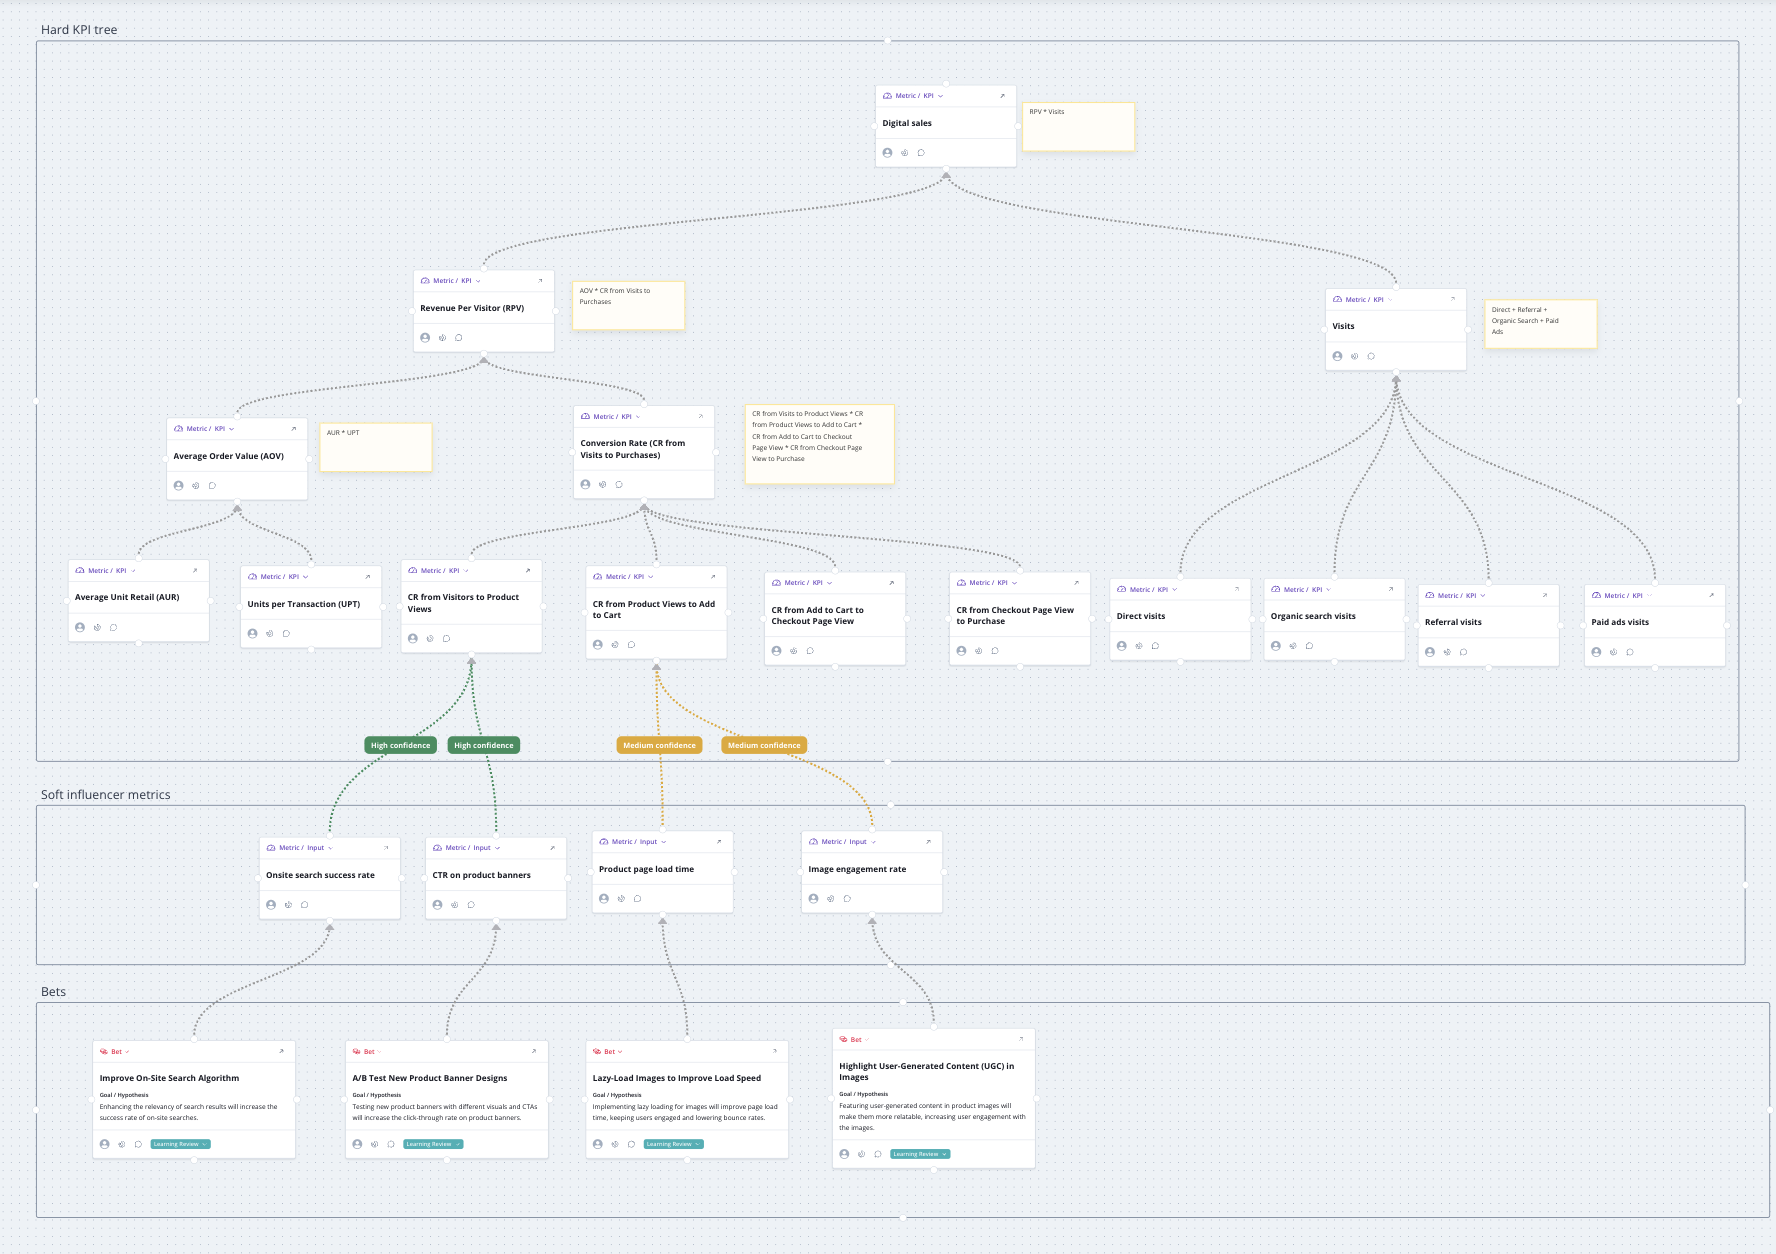 Hard KPI tree
Metric / KPI
Digital sales
RPV * Visits
Metric / KPI
Revenue Per Visitor (RPV)
AOV * CR from Visits to
Purchases
Metric / KPI
Visits
Direct + Referral +
Organic Search + Paid
Ads
Metric / KPI
Average Order Value (AOV)
AUR * UPT
Metric / KPI
Conversion Rate (CR from
Visits to Purchases)
CR from Visits to Product Views * CR
from Product Views to Add to Cart *
CR from Add to Cart to Checkout
Page View * CR from Checkout Page
View to Purchase
Metric / KPI
Average Unit Retail (AUR)
Metric / KPI
Units per Transaction (UPT)
Metric / KPI
CR from Visitors to Product
Views
Metric / KPI
CR from Product Views to Add
to Cart
Metric / KPI
CR from Add to Cart to
Checkout Page View
Metric / KPI
CR from Checkout Page View
to Purchase
Metric / KPI
Direct visits
Metric / KPI
Organic search visits
Metric / KPI
Referral visits
Metric / KPI
Paid ads visits
High confidence
High confidence
Medium confidence
Medium confidence
Soft influencer metrics
Metric / Input
Onsite search success rate
Metric / Input
CTR on product banners
Metric / Input
Product page load time
Metric / Input
Image engagement rate
Bets
Bet
Improve On-Site Search Algorithm
Goal / Hypothesis
Enhancing the relevancy of search results will increase the
success rate of on-site searches.
Learning Review
Bet
A/B Test New Product Banner Designs
Goal / Hypothesis
Testing new product banners with different visuals and CTAs
will increase the click-through rate on product banners.
Learning Review
Bet
Lazy-Load Images to Improve Load Speed
Goal / Hypothesis
Implementing lazy loading for images will improve page load
time, keeping users engaged and lowering bounce rates.
Learning Review
Bet
Highlight User-Generated Content (UGC) in
Images
Goal / Hypothesis
Featuring user-generated content in product images will
make them more relatable, increasing user engagement with
the images.
Learning Review